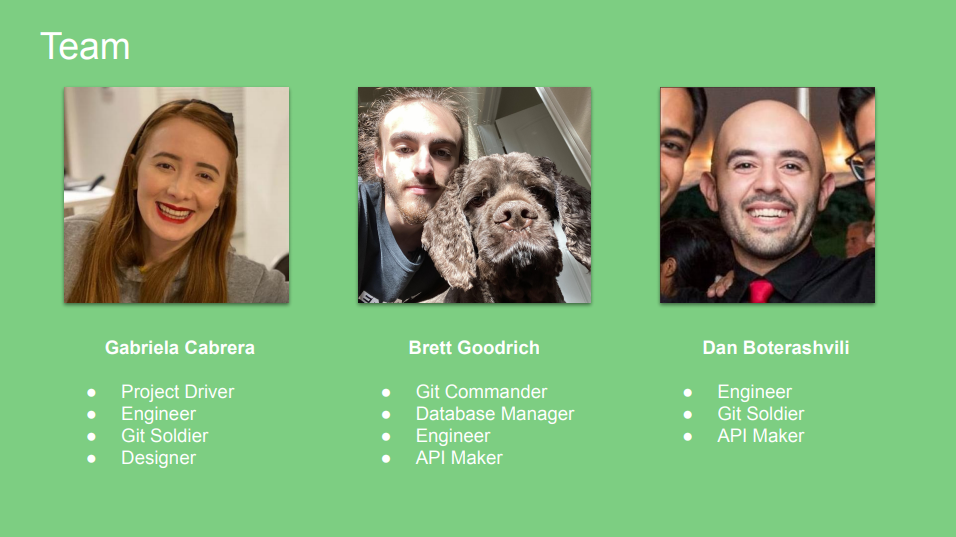 Team
Gabriela Cabrera
● Project Driver
● Engineer
● Git Soldier
● Designer
Brett Goodrich
● Git Commander
● Database Manager
● Engineer
● API Maker
Dan Boterashvili
● Engineer
● Git Soldier
● API Maker